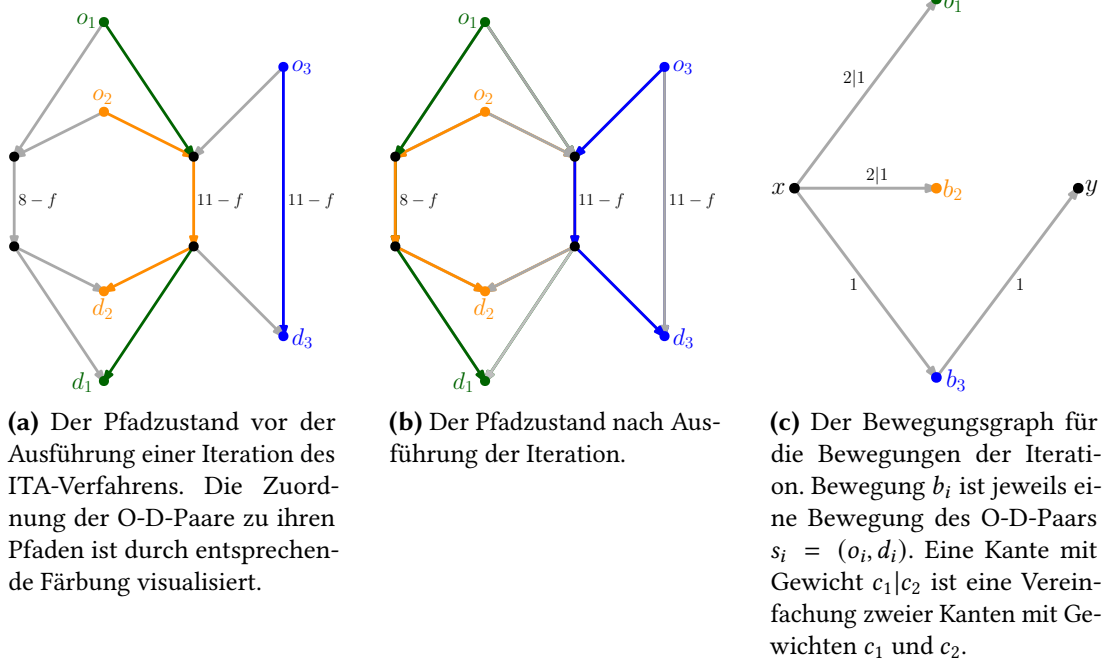 o₁
o₃
o₂
8 − f
11 − f
11 − f
d₂
d₃
d₁
(a) Der Pfadzustand vor der
Ausführung einer Iteration des
ITA-Verfahrens. Die Zuord-
nung der O-D-Paare zu ihren
Pfaden ist durch entsprechen-
de Färbung visualisiert.
o₁
o₃
o₂
8 − f
11 − f
11 − f
d₂
d₃
d₁
(b) Der Pfadzustand nach Aus-
führung der Iteration.
b₁
2|1
2|1
x
b₂
y
1
1
b₃
(c) Der Bewegungsgraph für
die Bewegungen der Iterati-
on. Bewegung bᵢ ist jeweils ei-
ne Bewegung des O-D-Paars
sᵢ = (oᵢ, dᵢ). Eine Kante mit
Gewicht c₁|c₂ ist eine Verein-
fachung zweier Kanten mit Ge-
wichten c₁ und c₂.